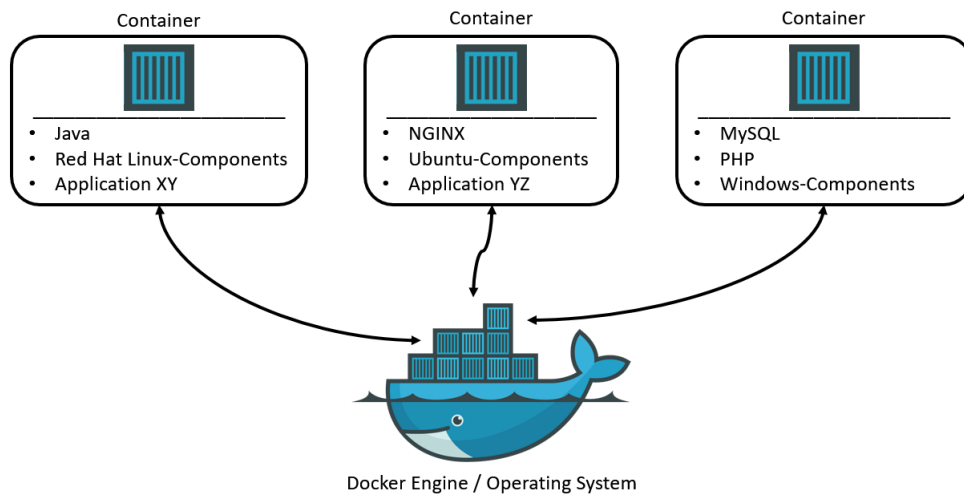 Container
Container
Container
• Java
• Red Hat Linux-Components
• Application XY
• NGINX
• Ubuntu-Components
• Application YZ
• MySQL
• PHP
• Windows-Components
Docker Engine / Operating System